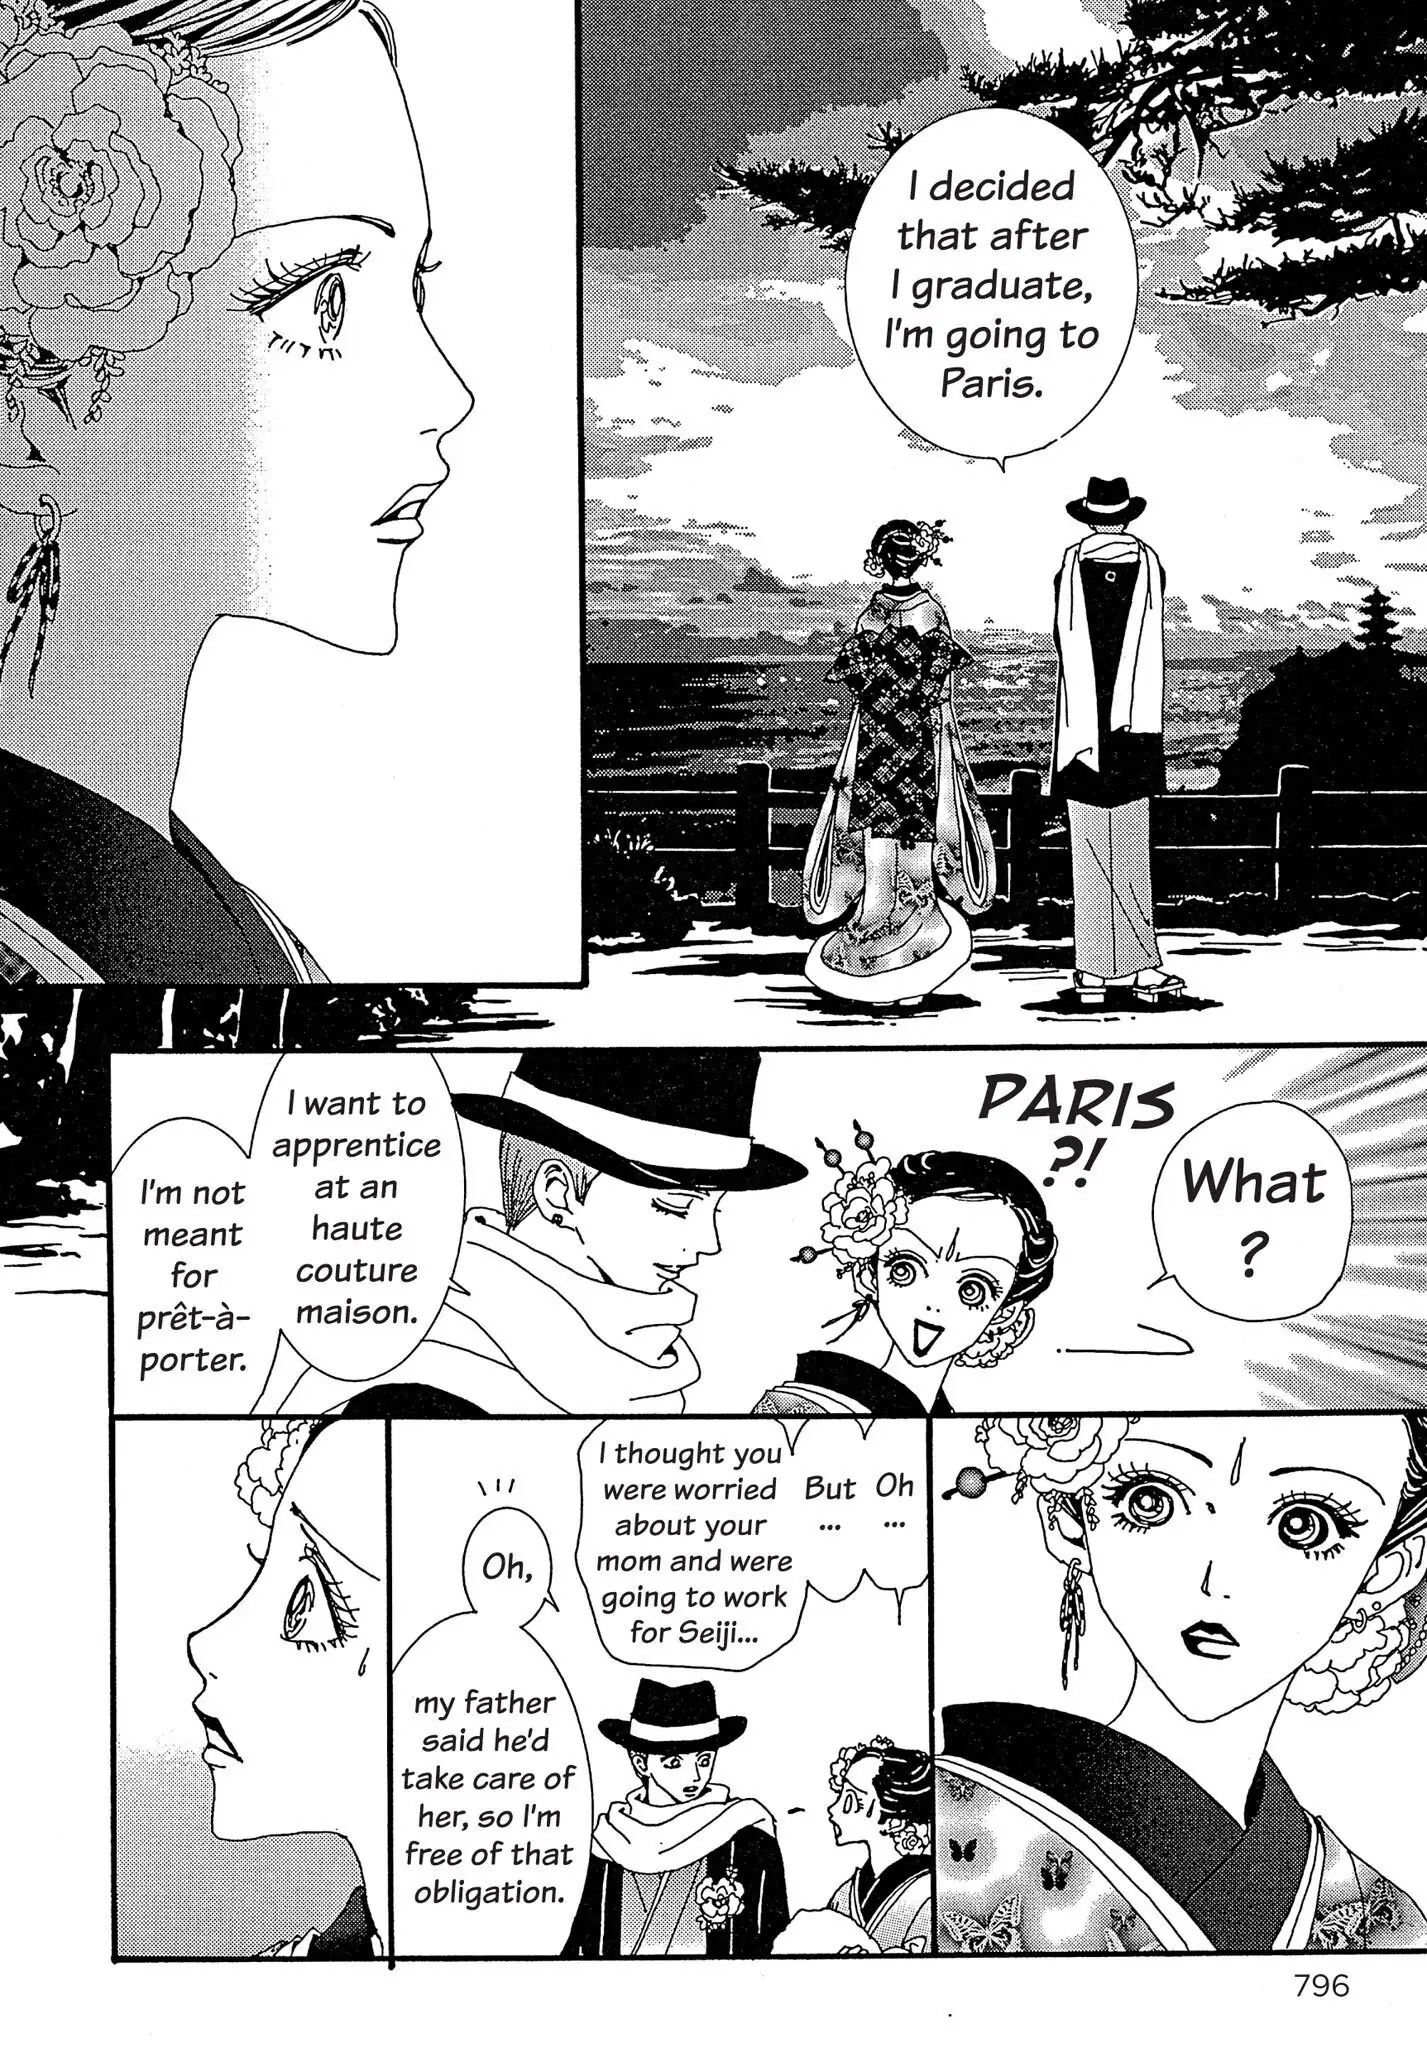 I decided
that after
I graduate,
I'm going to
Paris.
What
?
PARIS
?!
I want to
apprentice
at an
haute
couture
maison.
I'm not
meant
for
prêt-à-
porter.
Oh
...
But
...
I thought you
were worried
about your
mom and were
going to work
for Seiji...
Oh,
my father
said he'd
take care of
her, so I'm
free of that
obligation.
796